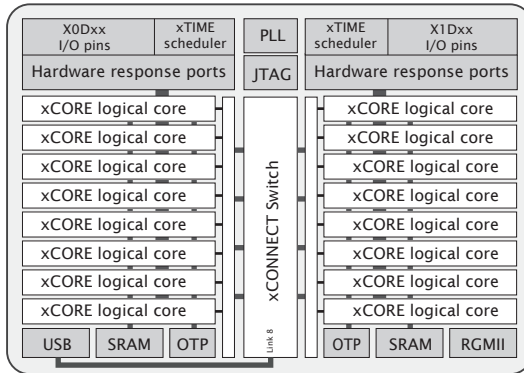 X0Dxx
I/O pins
xTIME
scheduler
PLL
xTIME
scheduler
X1Dxx
I/O pins
Hardware response ports
JTAG
Hardware response ports
xCORE logical core
xCORE logical core
xCORE logical core
xCORE logical core
xCORE logical core
xCORE logical core
xCORE logical core
xCORE logical core
xCONNECT Switch
Link 8
xCORE logical core
xCORE logical core
xCORE logical core
xCORE logical core
xCORE logical core
xCORE logical core
xCORE logical core
xCORE logical core
USB
SRAM
OTP
OTP
SRAM
RGMII